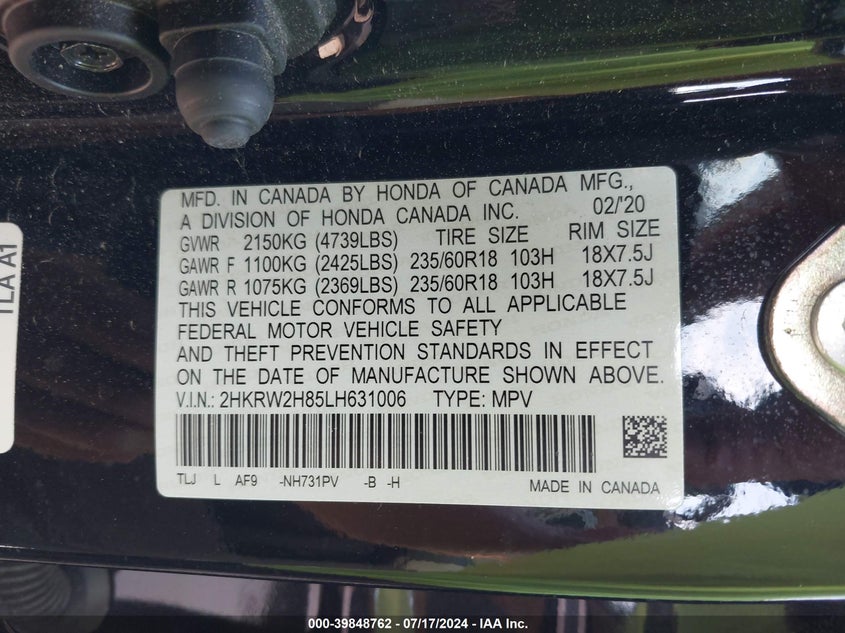 MFD. IN CANADA BY HONDA OF CANADA MFG.,
A DIVISION OF HONDA CANADA INC. 02/'20
GVWR 2150KG (4739LBS) TIRE SIZE RIM SIZE
GAWR F 1100KG (2425LBS) 235/60R18 103H 18X7.5J
GAWR R 1075KG (2369LBS) 235/60R18 103H 18X7.5J
THIS VEHICLE CONFORMS TO ALL APPLICABLE
FEDERAL MOTOR VEHICLE SAFETY
AND THEFT PREVENTION STANDARDS IN EFFECT
ON THE DATE OF MANUFACTURE SHOWN ABOVE.
V.I.N.: 2HKRW2H85LH631006 TYPE: MPV
TLJ L AF9 -NH731PV -B -H MADE IN CANADA
TLA A1
000-39848762 - 07/17/2024 - IAA Inc.